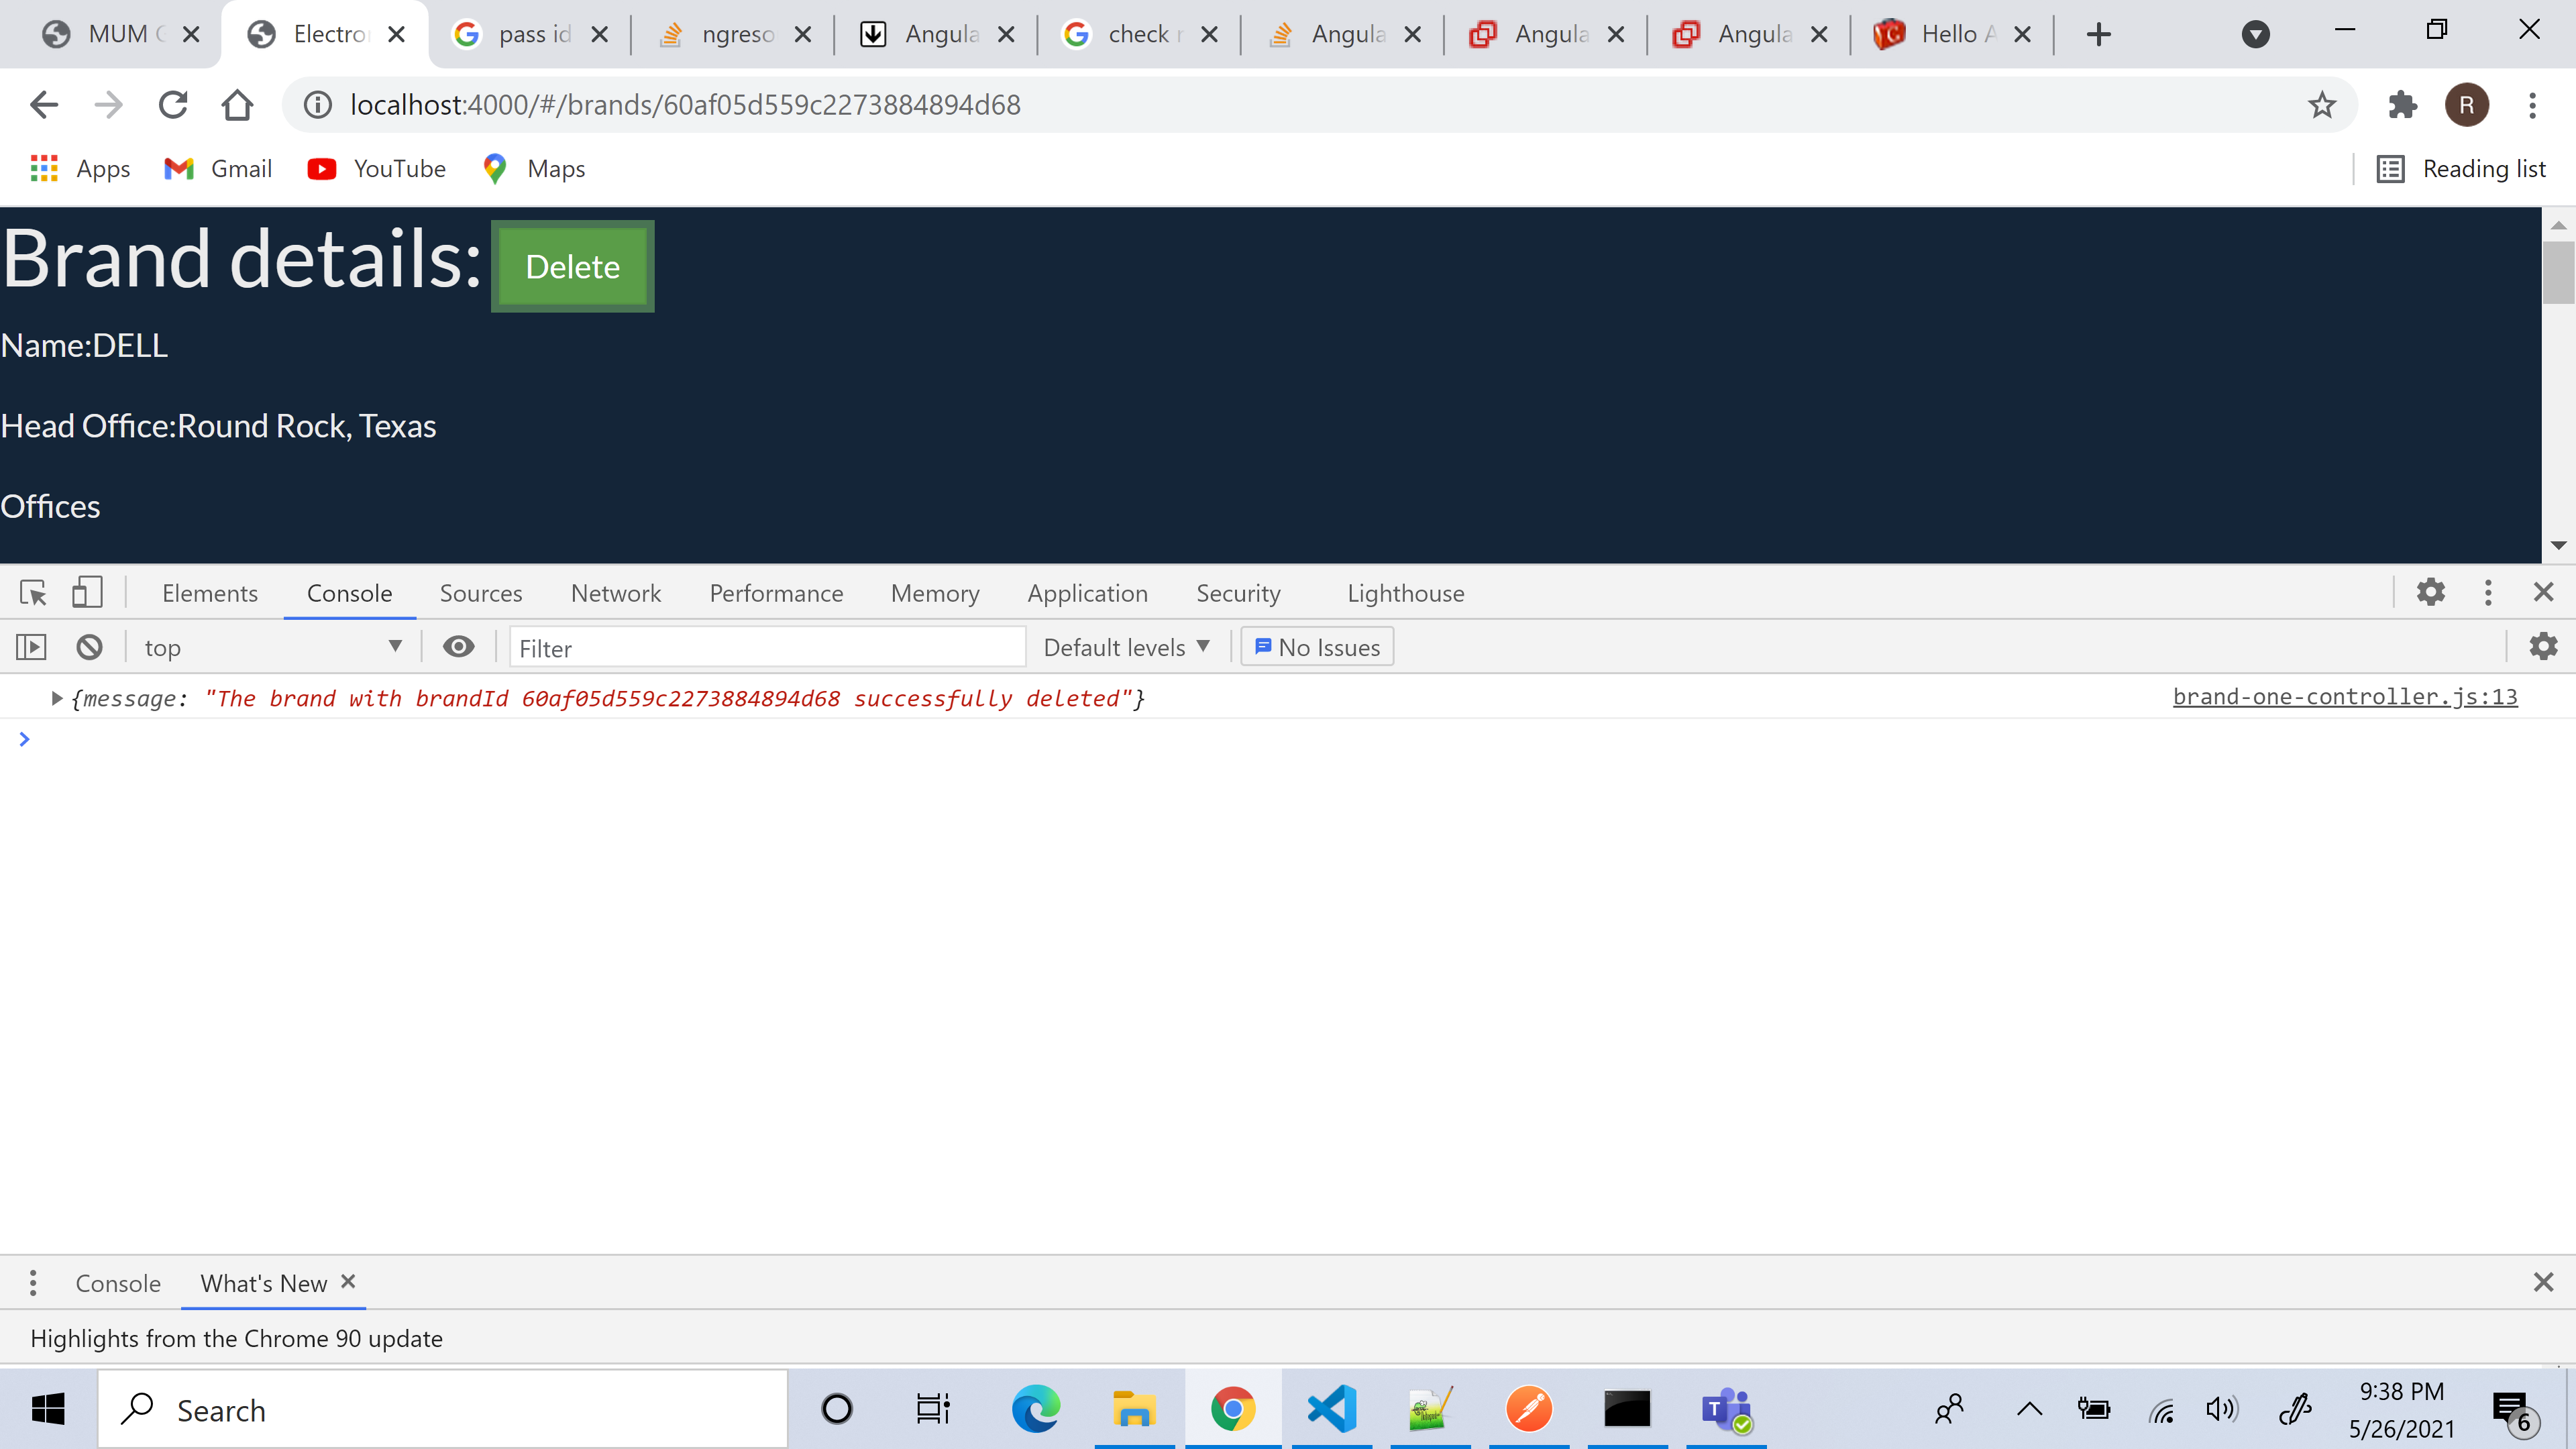 MUM Electro pass id ngreso Angula check Angula Angula Angula Hello
localhost:4000/#/brands/60af05d559c2273884894d68 R
Apps Gmail YouTube Maps Reading list
Brand details: Delete
Name:DELL
Head Office:Round Rock, Texas
Offices
Elements Console Sources Network Performance Memory Application Security Lighthouse
top Filter Default levels No Issues
{message: "The brand with brandId 60af05d559c2273884894d68 successfully deleted"} brand-one-controller.js:13
Console What's New
Highlights from the Chrome 90 update
Search 9:38 PM
5/26/2021 6